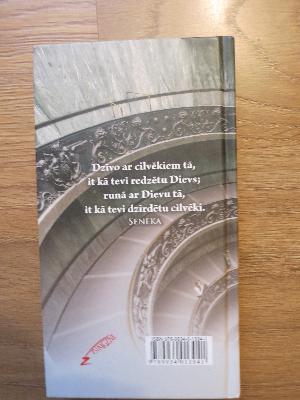 Dzīvo ar cilvēkiem tā,
it kā tevi redzētu Dievs;
runā ar Dievu tā,
it kā tevi dzirdētu cilvēki.
SENEKA